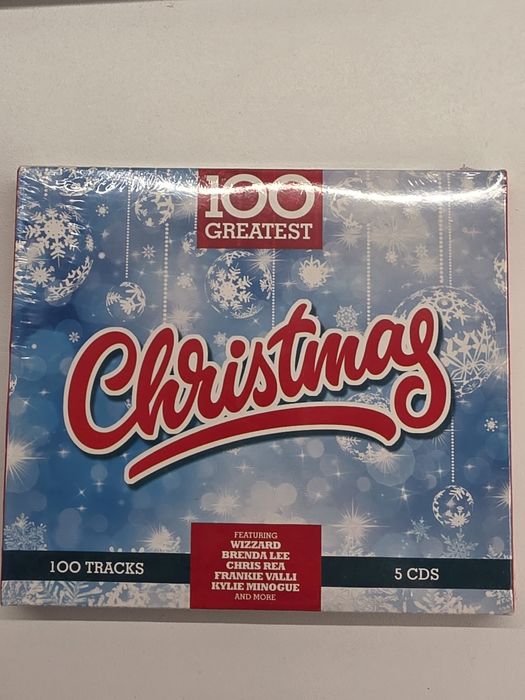 100
GREATEST
Christmas
FEATURING
WIZZARD
BRENDA LEE
CHRIS REA
FRANKIE VALLI
KYLIE MINOGUE
AND MORE
100 TRACKS
5 CDS